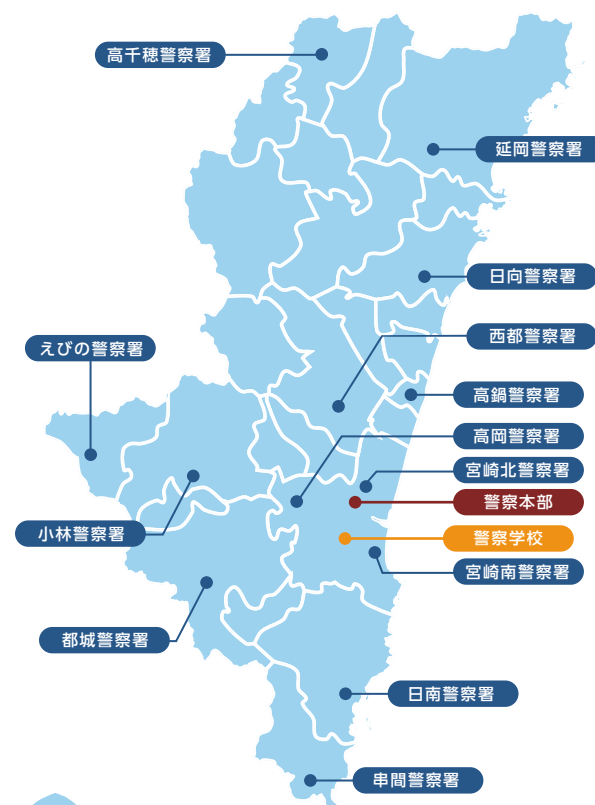 高千穂警察署
延岡警察署
日向警察署
西都警察署
えびの警察署
高鍋警察署
高岡警察署
宮崎北警察署
警察本部
小林警察署
警察学校
宮崎南警察署
都城警察署
日南警察署
串間警察署